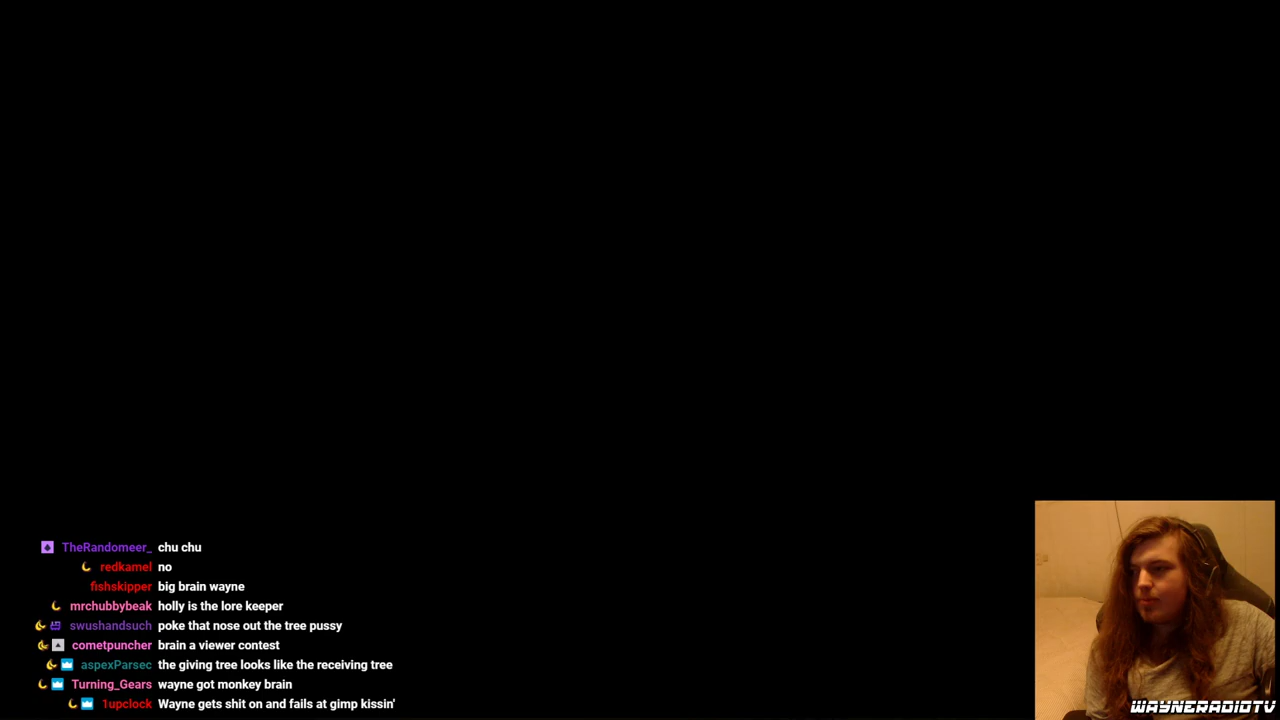 TheRandomeer_ chu chu
redkamel no
fishskipper big brain wayne
mrchubbybeak holly is the lore keeper
swushandsuch poke that nose out the tree pussy
cometpuncher brain a viewer contest
aspexParsec the giving tree looks like the receiving tree
Turning_Gears wayne got monkey brain
1upclock Wayne gets shit on and fails at gimp kissin'
WAYNERADIOTV